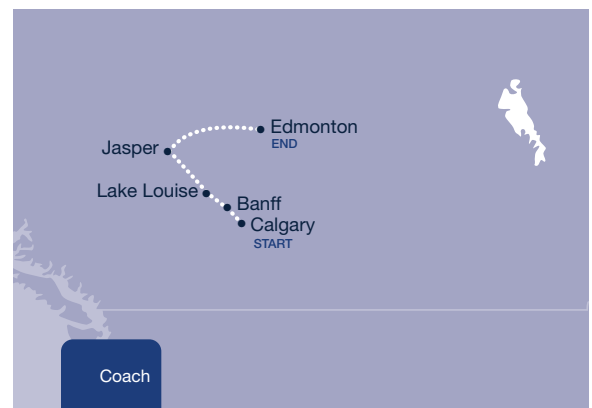 Edmonton
END
Jasper
Lake Louise
Banff
Calgary
START
Coach